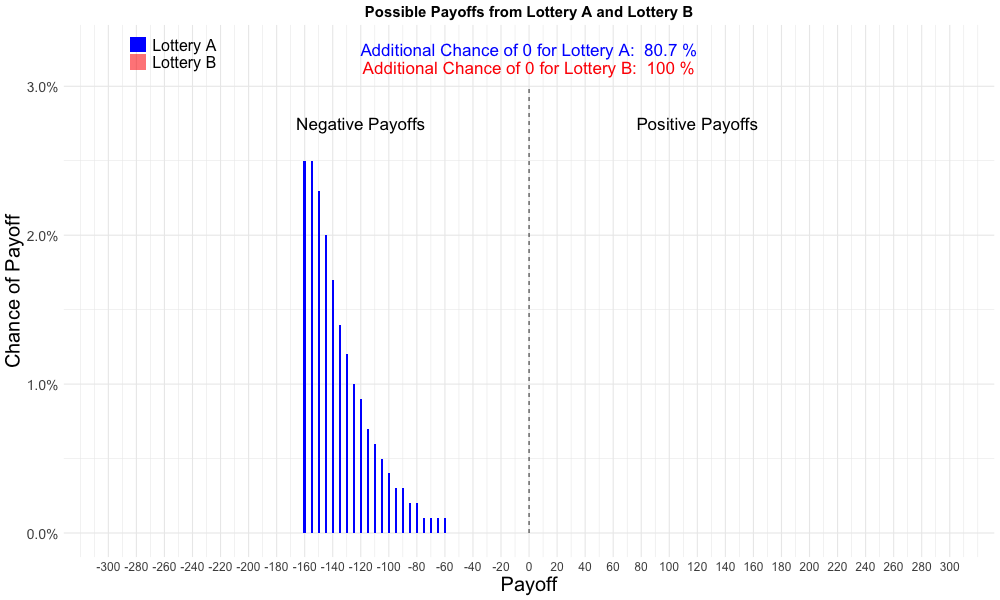 Possible Payoffs from Lottery A and Lottery B
Lottery A
Lottery B
Additional Chance of 0 for Lottery A: 80.7 %
Additional Chance of 0 for Lottery B: 100 %
Negative Payoffs
Positive Payoffs
Chance of Payoff
3.0%
2.0%
1.0%
0.0%
-300 -280 -260 -240 -220 -200 -180 -160 -140 -120 -100 -80 -60 -40 -20 0 20 40 60 80 100 120 140 160 180 200 220 240 260 280 300
Payoff